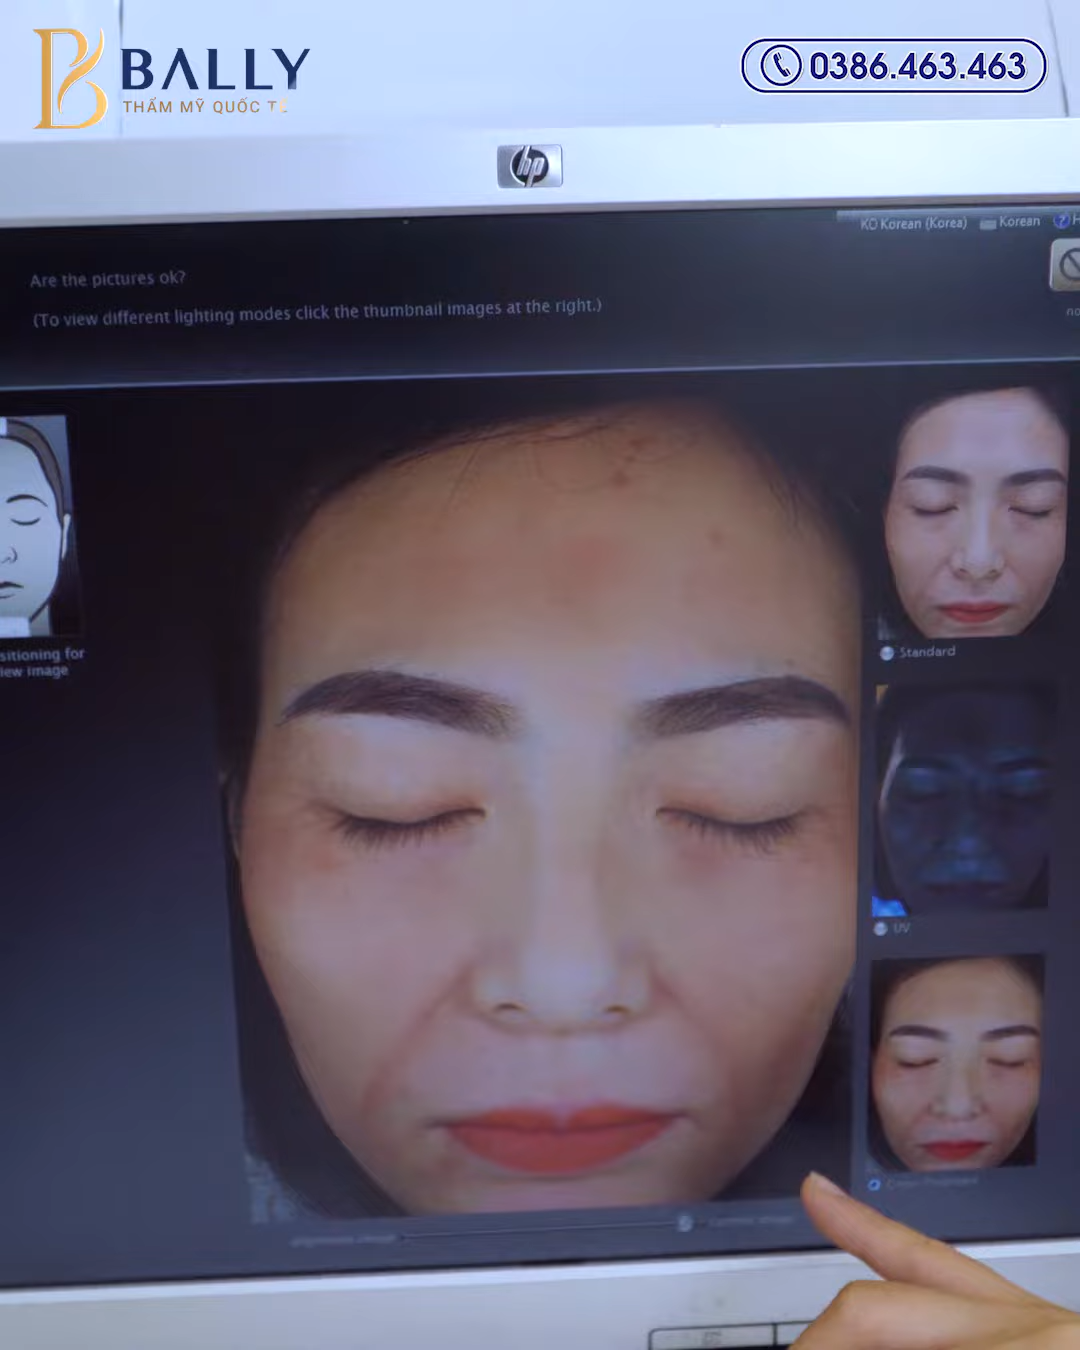 BALLY
THẨM MỸ QUỐC TẾ
0386.463.463
hp
KO Korean (Korea)
Korean
Are the pictures ok?
(To view different lighting modes click the thumbnail images at the right.)
Standard
sitioning for
iew image
UV